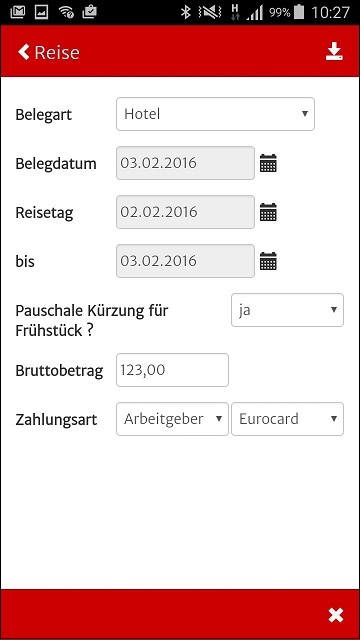 H 99% 10:27
Reise
Belegart Hotel
Belegdatum 03.02.2016
Reisetag 02.02.2016
bis 03.02.2016
Pauschale Kürzung für ja
Frühstück ?
Bruttobetrag 123,00
Zahlungsart Arbeitgeber Eurocard